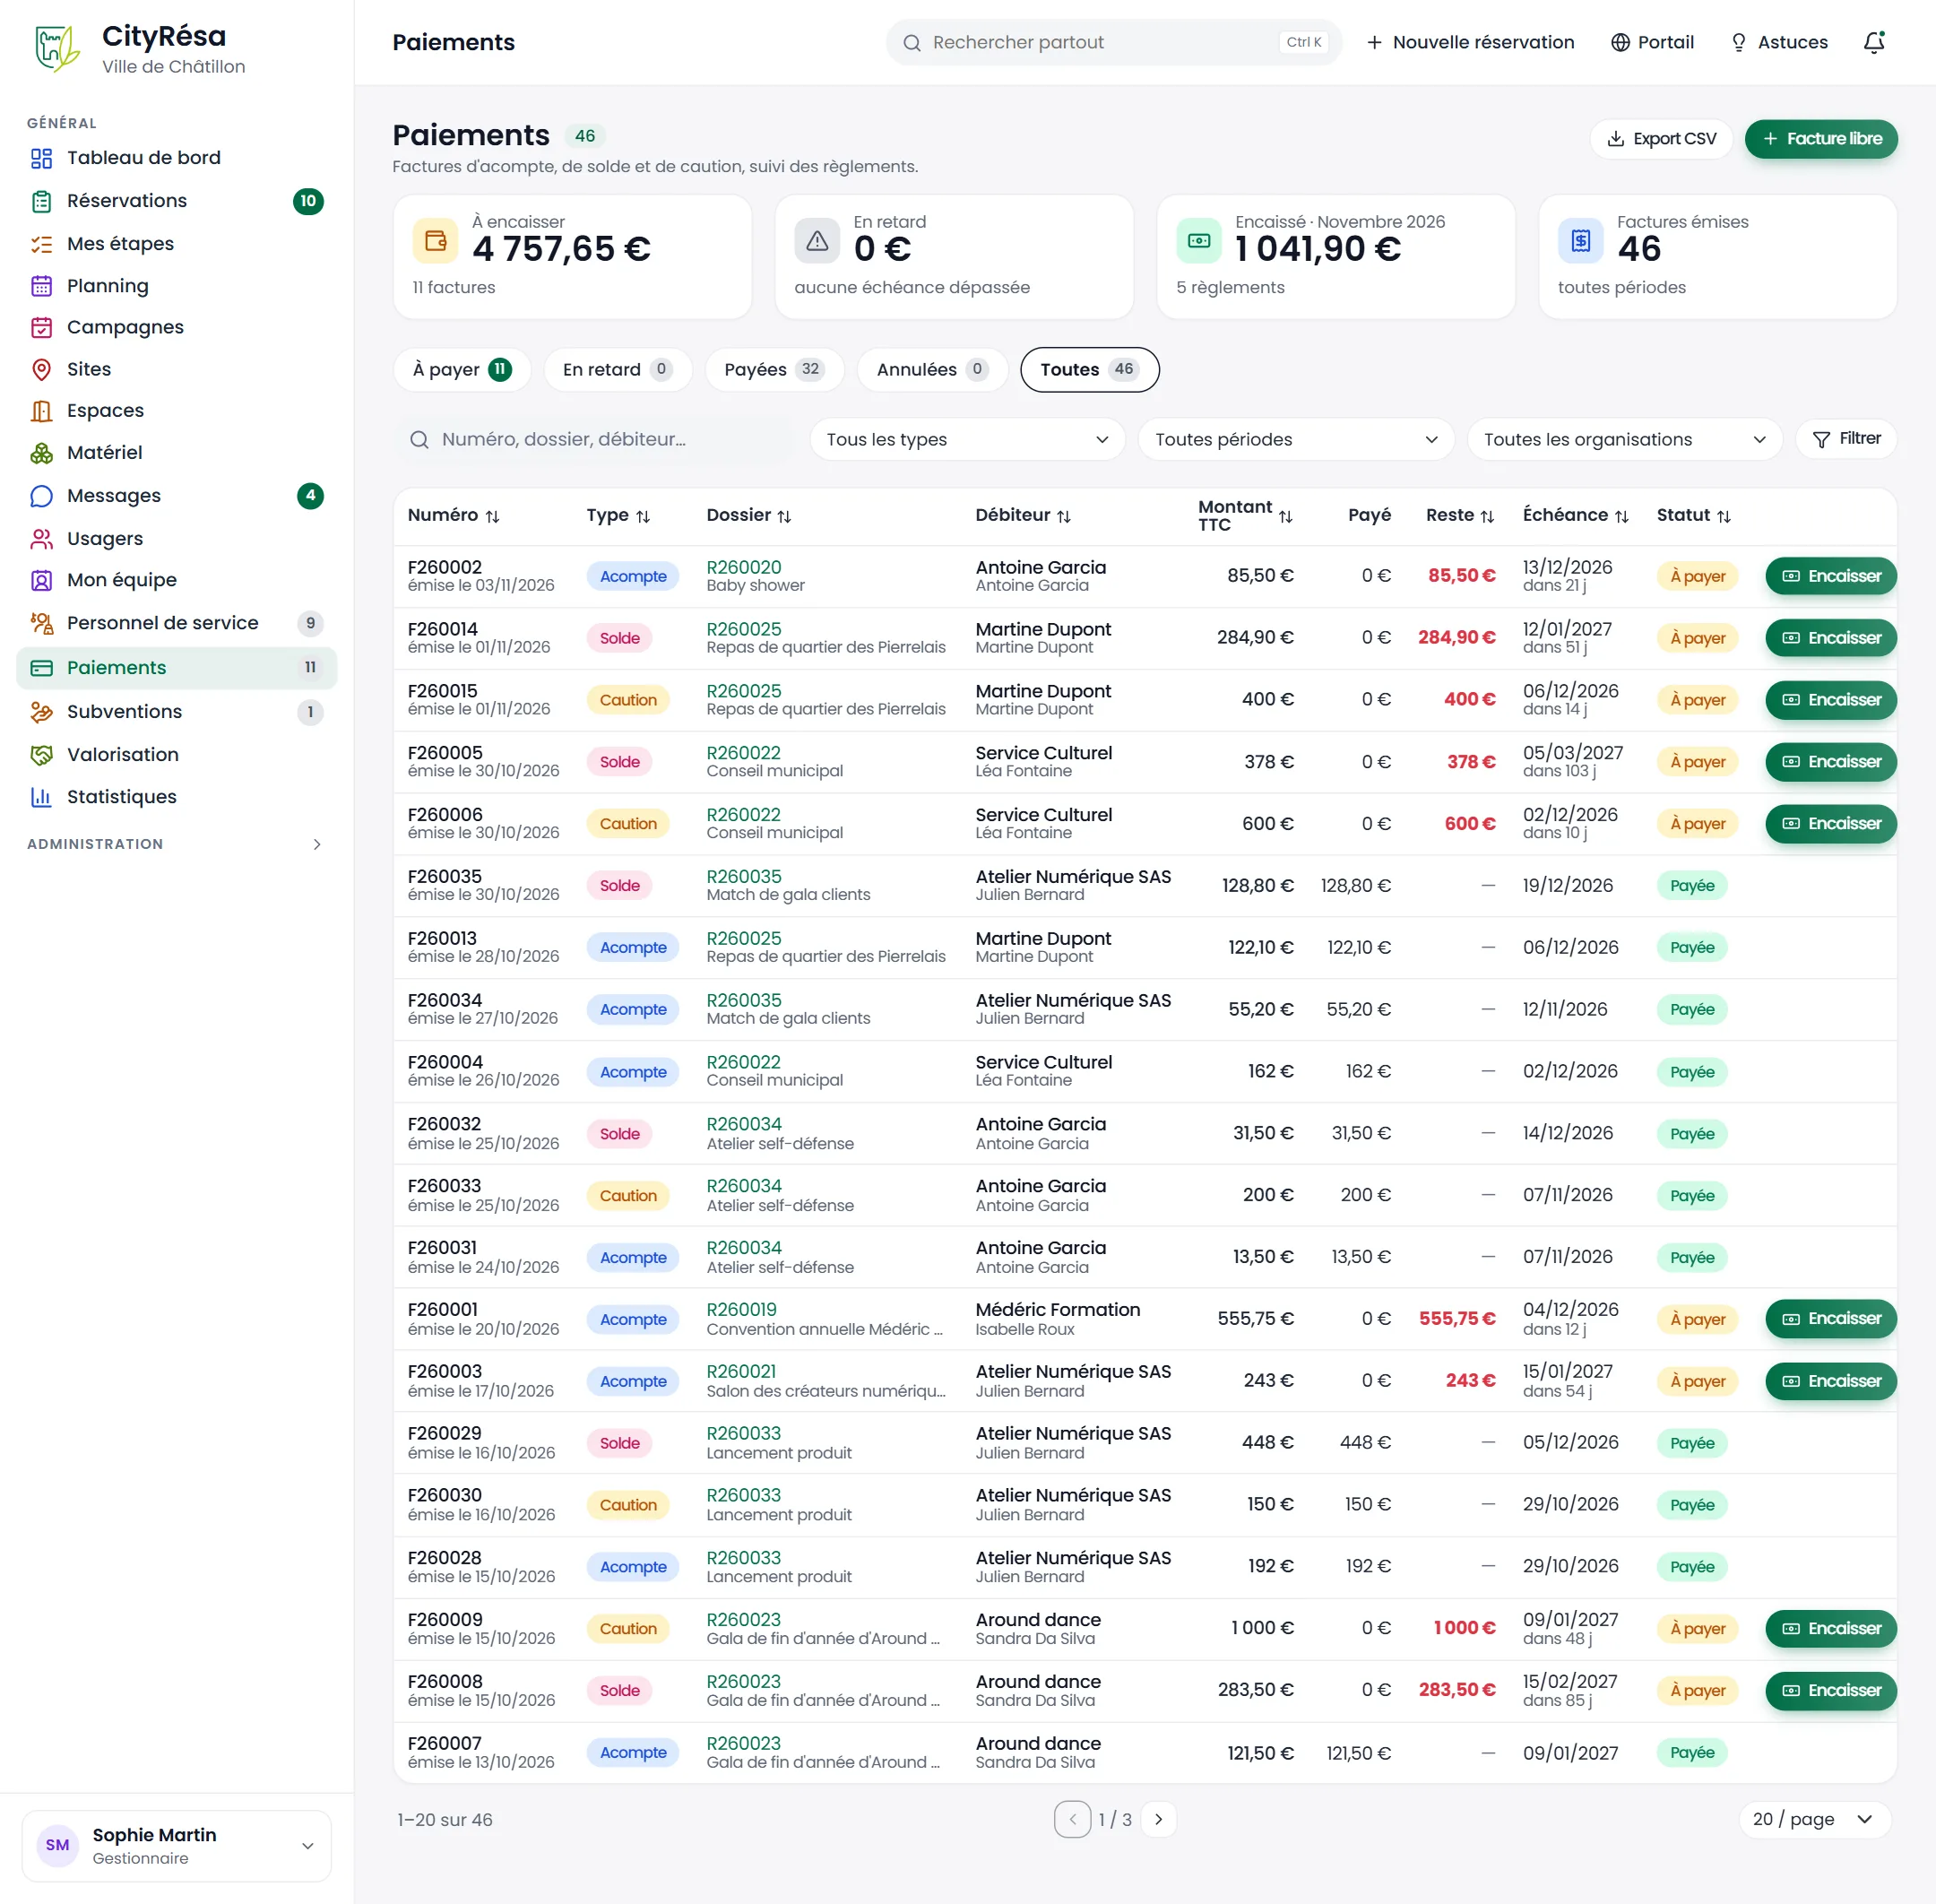 CityRésa
Ville de Châtillon
GÉNÉRAL
Tableau de bord
Réservations 10
Mes étapes
Planning
Campagnes
Sites
Espaces
Matériel
Messages 4
Usagers
Mon équipe
Personnel de service 9
Paiements 11
Subventions 1
Valorisation
Statistiques
ADMINISTRATION
SM
Sophie Martin
Gestionnaire
Paiements
Rechercher partout Ctrl K
Nouvelle réservation
Portail
Astuces
Paiements 46
Factures d'acompte, de solde et de caution, suivi des règlements.
Export CSV
Facture libre
À encaisser
4 757,65 €
11 factures
En retard
0 €
aucune échéance dépassée
Encaissé · Novembre 2026
1 041,90 €
5 règlements
Factures émises
46
toutes périodes
À payer 11
En retard 0
Payées 32
Annulées 0
Toutes 46
Numéro, dossier, débiteur...
Tous les types
Toutes périodes
Toutes les organisations
Filtrer
Numéro Type Dossier Débiteur Montant TTC Payé Reste Échéance Statut
F260002 Acompte R260020 Antoine Garcia 85,50 € 0 € 85,50 € 13/12/2026 À payer Encaisser
émise le 03/11/2026 Baby shower Antoine Garcia dans 21 j
F260014 Solde R260025 Martine Dupont 284,90 € 0 € 284,90 € 12/01/2027 À payer Encaisser
émise le 01/11/2026 Repas de quartier des Pierrelais Martine Dupont dans 51 j
F260015 Caution R260025 Martine Dupont 400 € 0 € 400 € 06/12/2026 À payer Encaisser
émise le 01/11/2026 Repas de quartier des Pierrelais Martine Dupont dans 14 j
F260005 Solde R260022 Service Culturel 378 € 0 € 378 € 05/03/2027 À payer Encaisser
émise le 30/10/2026 Conseil municipal Léa Fontaine dans 103 j
F260006 Caution R260022 Service Culturel 600 € 0 € 600 € 02/12/2026 À payer Encaisser
émise le 30/10/2026 Conseil municipal Léa Fontaine dans 10 j
F260035 Solde R260035 Atelier Numérique SAS 128,80 € 128,80 € — 19/12/2026 Payée
émise le 30/10/2026 Match de gala clients Julien Bernard
F260013 Acompte R260025 Martine Dupont 122,10 € 122,10 € — 06/12/2026 Payée
émise le 28/10/2026 Repas de quartier des Pierrelais Martine Dupont
F260034 Acompte R260035 Atelier Numérique SAS 55,20 € 55,20 € — 12/11/2026 Payée
émise le 27/10/2026 Match de gala clients Julien Bernard
F260004 Acompte R260022 Service Culturel 162 € 162 € — 02/12/2026 Payée
émise le 26/10/2026 Conseil municipal Léa Fontaine
F260032 Solde R260034 Antoine Garcia 31,50 € 31,50 € — 14/12/2026 Payée
émise le 25/10/2026 Atelier self-défense Antoine Garcia
F260033 Caution R260034 Antoine Garcia 200 € 200 € — 07/11/2026 Payée
émise le 25/10/2026 Atelier self-défense Antoine Garcia
F260031 Acompte R260034 Antoine Garcia 13,50 € 13,50 € — 07/11/2026 Payée
émise le 24/10/2026 Atelier self-défense Antoine Garcia
F260001 Acompte R260019 Médéric Formation 555,75 € 0 € 555,75 € 04/12/2026 À payer Encaisser
émise le 20/10/2026 Convention annuelle Médéric ... Isabelle Roux dans 12 j
F260003 Acompte R260021 Atelier Numérique SAS 243 € 0 € 243 € 15/01/2027 À payer Encaisser
émise le 17/10/2026 Salon des créateurs numériqu... Julien Bernard dans 54 j
F260029 Solde R260033 Atelier Numérique SAS 448 € 448 € — 05/12/2026 Payée
émise le 16/10/2026 Lancement produit Julien Bernard
F260030 Caution R260033 Atelier Numérique SAS 150 € 150 € — 29/10/2026 Payée
émise le 16/10/2026 Lancement produit Julien Bernard
F260028 Acompte R260033 Atelier Numérique SAS 192 € 192 € — 29/10/2026 Payée
émise le 15/10/2026 Lancement produit Julien Bernard
F260009 Caution R260023 Around dance 1 000 € 0 € 1 000 € 09/01/2027 À payer Encaisser
émise le 15/10/2026 Gala de fin d'année d'Around ... Sandra Da Silva dans 48 j
F260008 Solde R260023 Around dance 283,50 € 0 € 283,50 € 15/02/2027 À payer Encaisser
émise le 15/10/2026 Gala de fin d'année d'Around ... Sandra Da Silva dans 85 j
F260007 Acompte R260023 Around dance 121,50 € 121,50 € — 09/01/2027 Payée
émise le 13/10/2026 Gala de fin d'année d'Around ... Sandra Da Silva
1–20 sur 46
1 / 3
20 / page